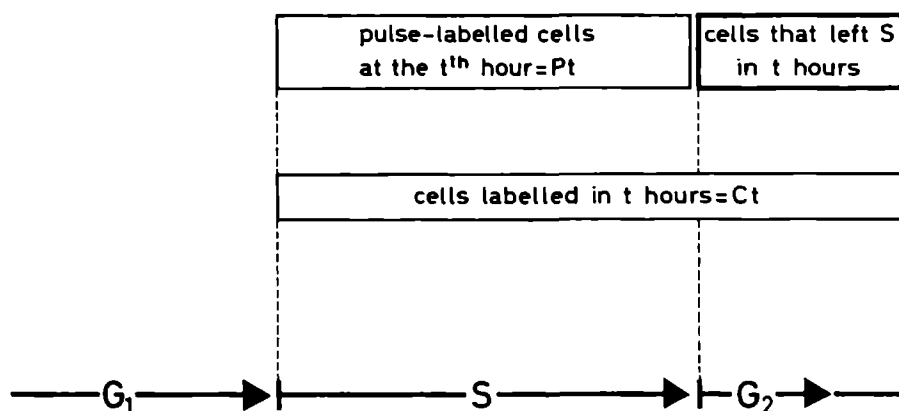 pulse-labelled cells
at the tᵗʰ hour=Pt
cells that left S
in t hours
cells labelled in t hours=Ct
G₁ S G₂